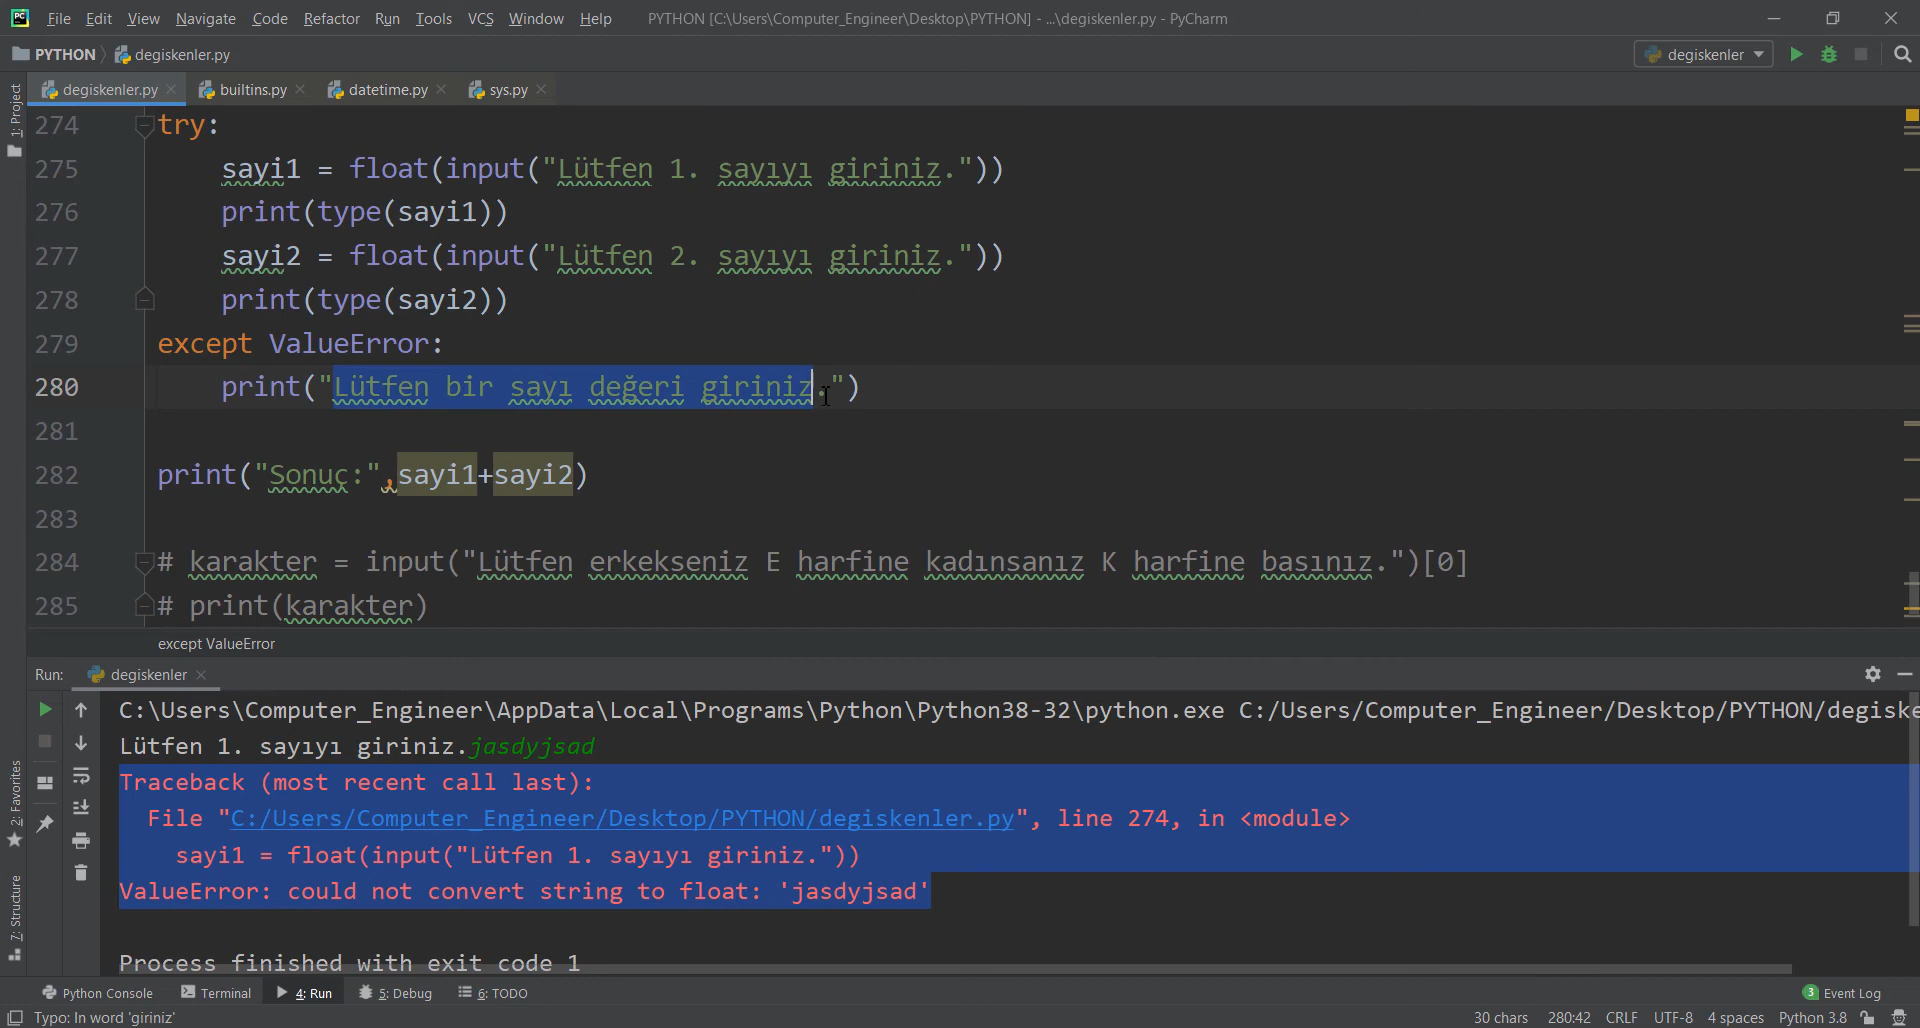 File Edit View Navigate Code Refactor Run Tools VCS Window Help PYTHON [C:\Users\Computer_Engineer\Desktop\PYTHON] - ...\degiskenler.py - PyCharm
PYTHON degiskenler.py degiskenler
degiskenler.py builtins.py datetime.py sys.py
1: Project
274 try:
275 sayi1 = float(input("Lütfen 1. sayıyı giriniz."))
276 print(type(sayi1))
277 sayi2 = float(input("Lütfen 2. sayıyı giriniz."))
278 print(type(sayi2))
279 except ValueError:
280 print("Lütfen bir sayı değeri giriniz.")
281
282 print("Sonuç:",sayi1+sayi2)
283
284 # karakter = input("Lütfen erkekseniz E harfine kadınsanız K harfine basınız.")[0]
285 # print(karakter)
except ValueError
Run: degiskenler
C:\Users\Computer_Engineer\AppData\Local\Programs\Python\Python38-32\python.exe C:/Users/Computer_Engineer/Desktop/PYTHON/degiske
Lütfen 1. sayıyı giriniz.jasdyjsad
Traceback (most recent call last):
File "C:/Users/Computer_Engineer/Desktop/PYTHON/degiskenler.py", line 274, in <module>
sayi1 = float(input("Lütfen 1. sayıyı giriniz."))
ValueError: could not convert string to float: 'jasdyjsad'
Process finished with exit code 1
2: Favorites
7: Structure
Python Console Terminal 4: Run 5: Debug 6: TODO 3 Event Log
Typo: In word 'giriniz' 30 chars 280:42 CRLF UTF-8 4 spaces Python 3.8